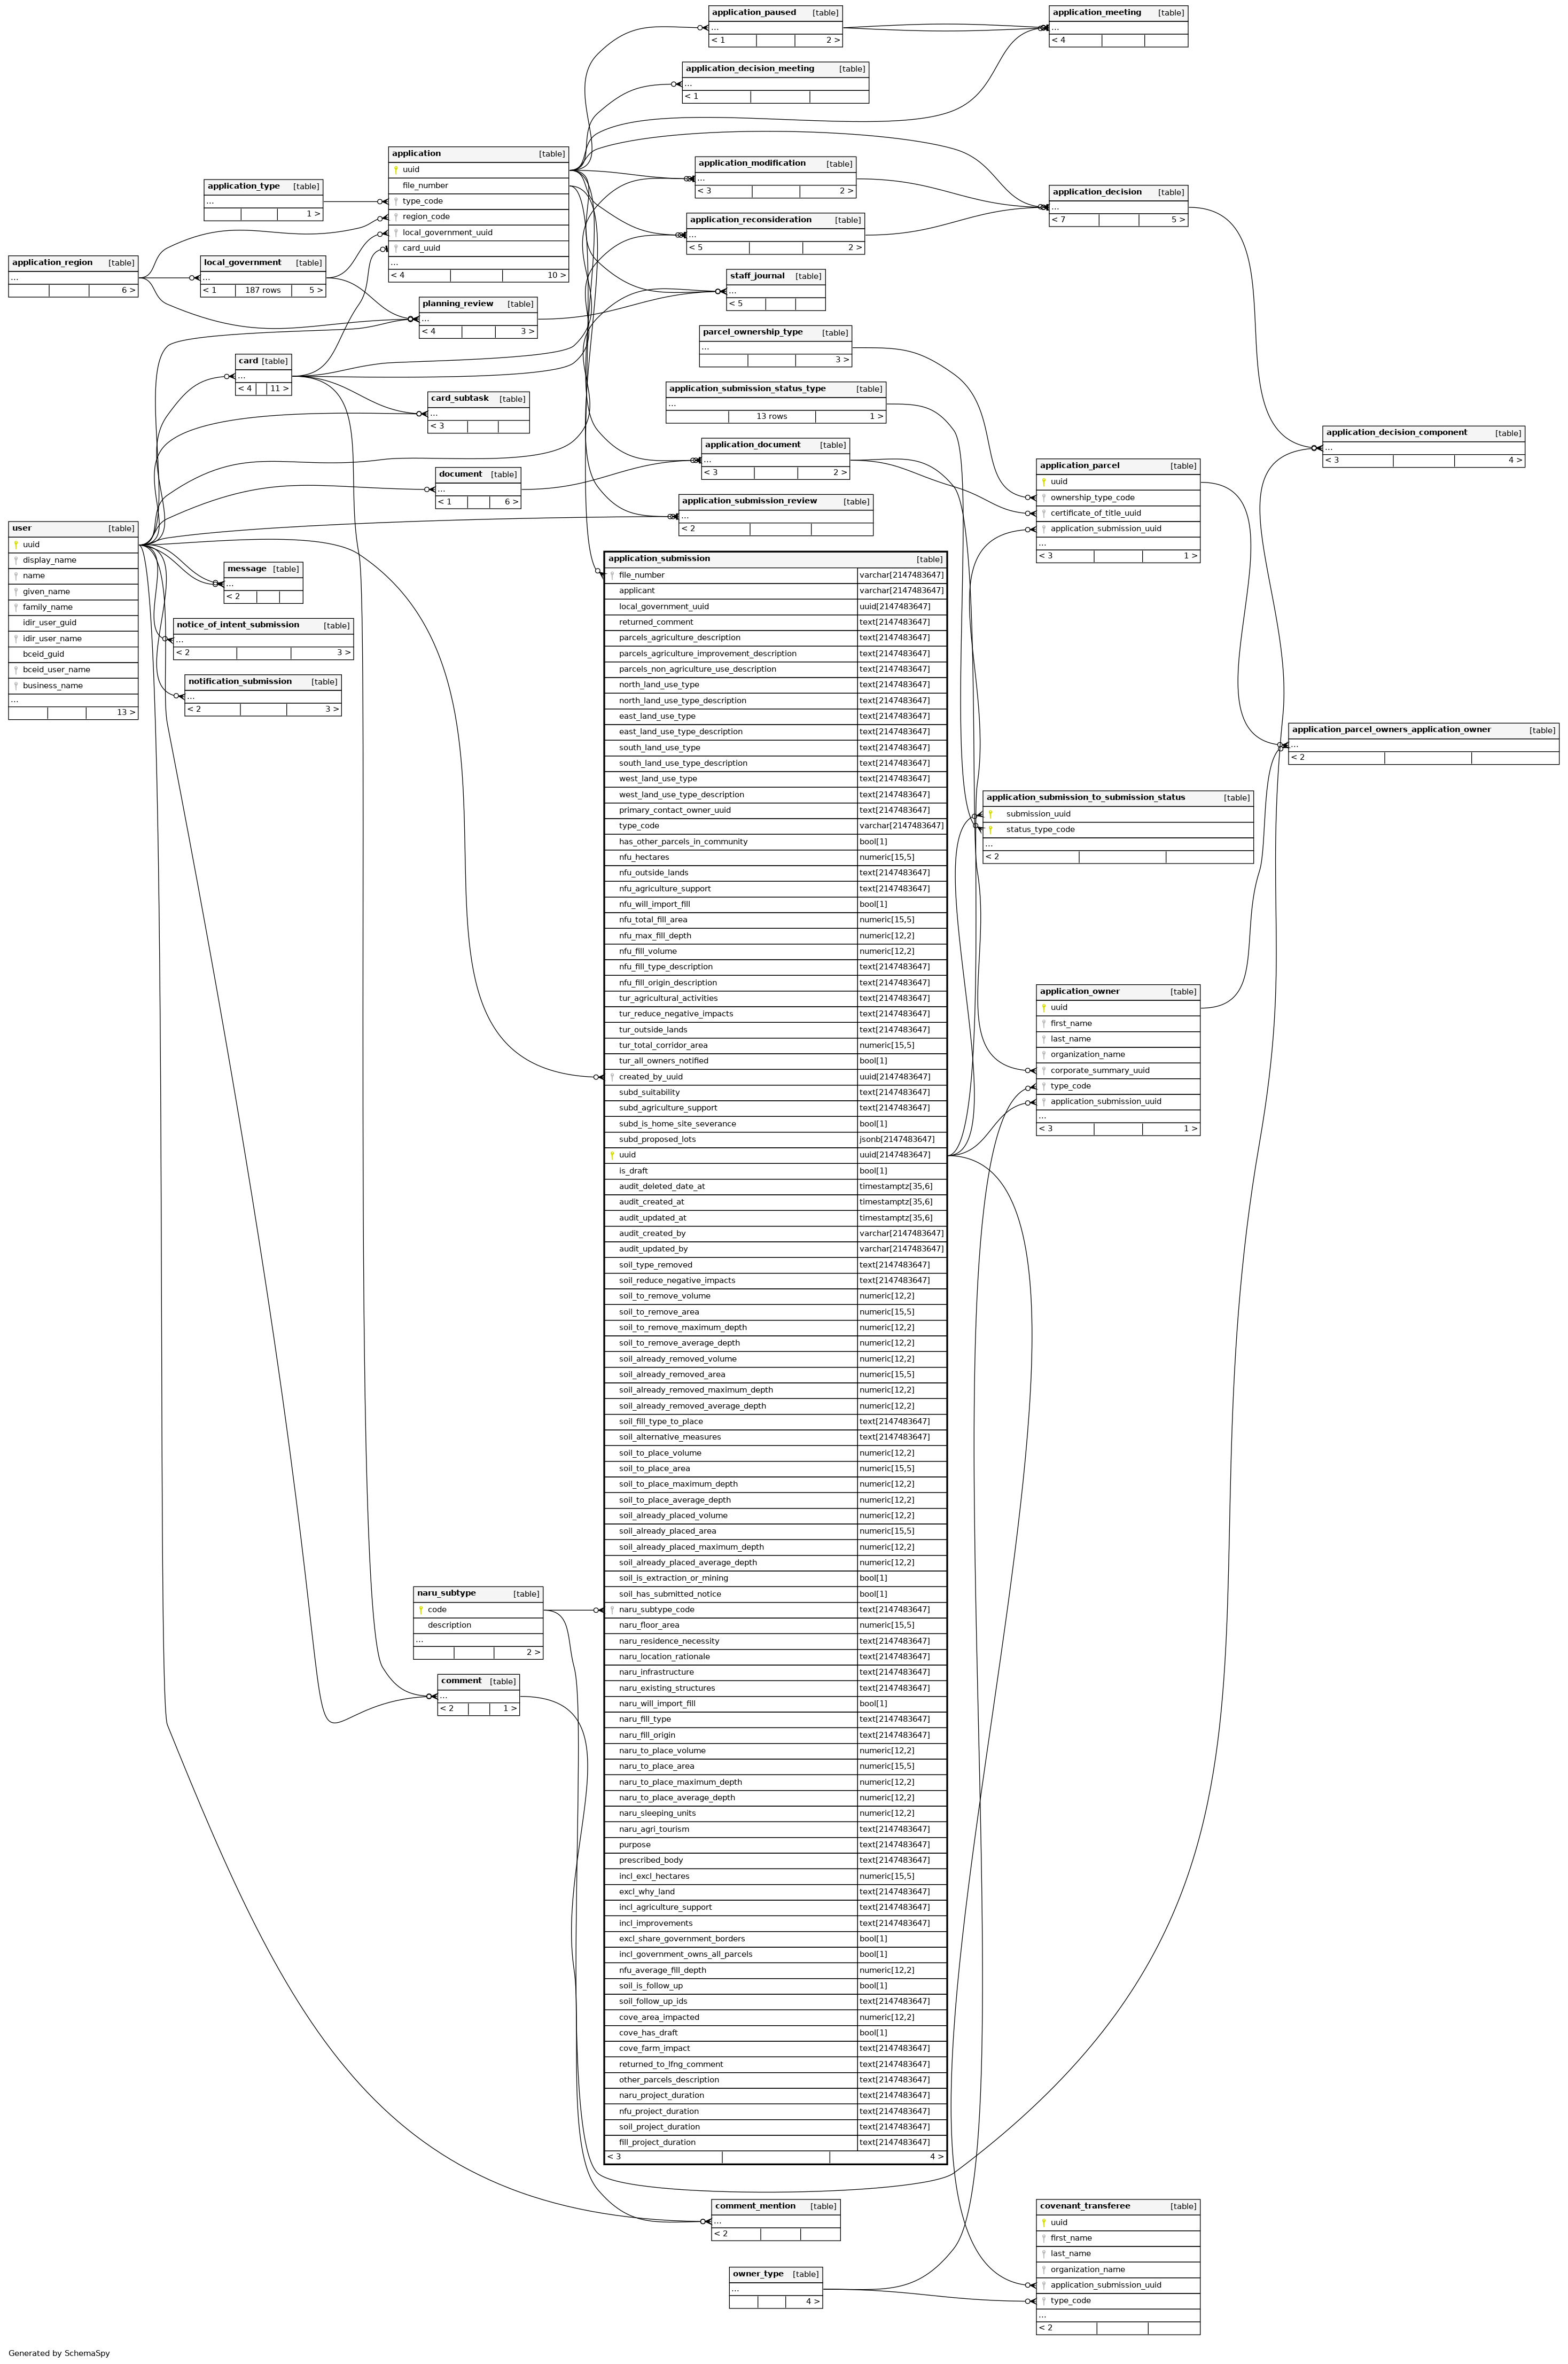 application_paused [table]
...
< 1 2 >
application_meeting [table]
...
< 4
application_decision_meeting [table]
...
< 1
application [table]
uuid
file_number
type_code
region_code
local_government_uuid
card_uuid
...
< 4 10 >
application_modification [table]
...
< 3 2 >
application_type [table]
...
1 >
application_decision [table]
...
< 7 5 >
application_reconsideration [table]
...
< 5 2 >
application_region [table]
...
6 >
local_government [table]
...
< 1 187 rows 5 >
staff_journal [table]
...
< 5
planning_review [table]
...
< 4 3 >
parcel_ownership_type [table]
...
3 >
card [table]
...
< 4 11 >
application_submission_status_type [table]
...
13 rows 1 >
card_subtask [table]
...
< 3
application_decision_component [table]
...
< 3 4 >
application_document [table]
...
< 3 2 >
application_parcel [table]
uuid
ownership_type_code
certificate_of_title_uuid
application_submission_uuid
...
< 3 1 >
document [table]
...
< 1 6 >
application_submission_review [table]
...
< 2
user [table]
uuid
display_name
name
given_name
family_name
idir_user_guid
idir_user_name
bceid_guid
bceid_user_name
business_name
...
13 >
message [table]
...
< 2
notice_of_intent_submission [table]
...
< 2 3 >
notification_submission [table]
...
< 2 3 >
application_submission [table]
file_number varchar[2147483647]
applicant varchar[2147483647]
local_government_uuid uuid[2147483647]
returned_comment text[2147483647]
parcels_agriculture_description text[2147483647]
parcels_agriculture_improvement_description text[2147483647]
parcels_non_agriculture_use_description text[2147483647]
north_land_use_type text[2147483647]
north_land_use_type_description text[2147483647]
east_land_use_type text[2147483647]
east_land_use_type_description text[2147483647]
south_land_use_type text[2147483647]
south_land_use_type_description text[2147483647]
west_land_use_type text[2147483647]
west_land_use_type_description text[2147483647]
primary_contact_owner_uuid text[2147483647]
type_code varchar[2147483647]
has_other_parcels_in_community bool[1]
nfu_hectares numeric[15,5]
nfu_outside_lands text[2147483647]
nfu_agriculture_support text[2147483647]
nfu_will_import_fill bool[1]
nfu_total_fill_area numeric[15,5]
nfu_max_fill_depth numeric[12,2]
nfu_fill_volume numeric[12,2]
nfu_fill_type_description text[2147483647]
nfu_fill_origin_description text[2147483647]
tur_agricultural_activities text[2147483647]
tur_reduce_negative_impacts text[2147483647]
tur_outside_lands text[2147483647]
tur_total_corridor_area numeric[15,5]
tur_all_owners_notified bool[1]
created_by_uuid uuid[2147483647]
subd_suitability text[2147483647]
subd_agriculture_support text[2147483647]
subd_is_home_site_severance bool[1]
subd_proposed_lots jsonb[2147483647]
uuid uuid[2147483647]
is_draft bool[1]
audit_deleted_date_at timestamptz[35,6]
audit_created_at timestamptz[35,6]
audit_updated_at timestamptz[35,6]
audit_created_by varchar[2147483647]
audit_updated_by varchar[2147483647]
soil_type_removed text[2147483647]
soil_reduce_negative_impacts text[2147483647]
soil_to_remove_volume numeric[12,2]
soil_to_remove_area numeric[15,5]
soil_to_remove_maximum_depth numeric[12,2]
soil_to_remove_average_depth numeric[12,2]
soil_already_removed_volume numeric[12,2]
soil_already_removed_area numeric[15,5]
soil_already_removed_maximum_depth numeric[12,2]
soil_already_removed_average_depth numeric[12,2]
soil_fill_type_to_place text[2147483647]
soil_alternative_measures text[2147483647]
soil_to_place_volume numeric[12,2]
soil_to_place_area numeric[15,5]
soil_to_place_maximum_depth numeric[12,2]
soil_to_place_average_depth numeric[12,2]
soil_already_placed_volume numeric[12,2]
soil_already_placed_area numeric[15,5]
soil_already_placed_maximum_depth numeric[12,2]
soil_already_placed_average_depth numeric[12,2]
soil_is_extraction_or_mining bool[1]
soil_has_submitted_notice bool[1]
naru_subtype_code text[2147483647]
naru_floor_area numeric[15,5]
naru_residence_necessity text[2147483647]
naru_location_rationale text[2147483647]
naru_infrastructure text[2147483647]
naru_existing_structures text[2147483647]
naru_will_import_fill bool[1]
naru_fill_type text[2147483647]
naru_fill_origin text[2147483647]
naru_to_place_volume numeric[12,2]
naru_to_place_area numeric[15,5]
naru_to_place_maximum_depth numeric[12,2]
naru_to_place_average_depth numeric[12,2]
naru_sleeping_units numeric[12,2]
naru_agri_tourism text[2147483647]
purpose text[2147483647]
prescribed_body text[2147483647]
incl_excl_hectares numeric[15,5]
excl_why_land text[2147483647]
incl_agriculture_support text[2147483647]
incl_improvements text[2147483647]
excl_share_government_borders bool[1]
incl_government_owns_all_parcels bool[1]
nfu_average_fill_depth numeric[12,2]
soil_is_follow_up bool[1]
soil_follow_up_ids text[2147483647]
cove_area_impacted numeric[12,2]
cove_has_draft bool[1]
cove_farm_impact text[2147483647]
returned_to_lfng_comment text[2147483647]
other_parcels_description text[2147483647]
naru_project_duration text[2147483647]
nfu_project_duration text[2147483647]
soil_project_duration text[2147483647]
fill_project_duration text[2147483647]
< 3 4 >
application_parcel_owners_application_owner [table]
...
< 2
application_submission_to_submission_status [table]
submission_uuid
status_type_code
...
< 2
application_owner [table]
uuid
first_name
last_name
organization_name
corporate_summary_uuid
type_code
application_submission_uuid
...
< 3 1 >
naru_subtype [table]
code
description
...
2 >
comment [table]
...
< 2 1 >
comment_mention [table]
...
< 2
covenant_transferee [table]
uuid
first_name
last_name
organization_name
application_submission_uuid
type_code
...
< 2
owner_type [table]
...
4 >
Generated by SchemaSpy